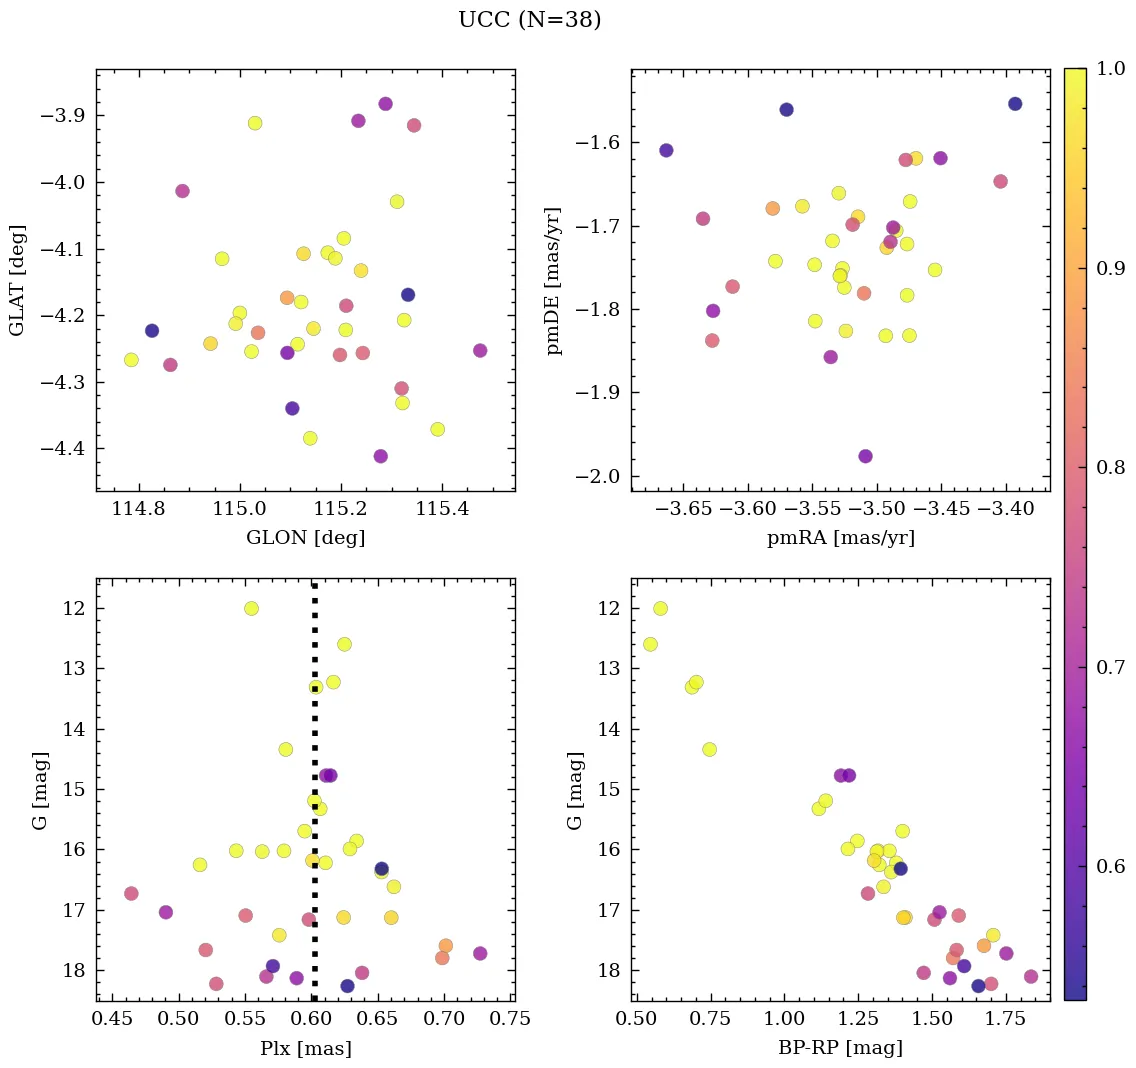 UCC (N=38)
−3.9
−4.0
−4.1
−4.2
−4.3
−4.4
GLAT [deg]
114.8 115.0 115.2 115.4
GLON [deg]
−1.6
−1.7
−1.8
−1.9
−2.0
pmDE [mas/yr]
−3.65 −3.60 −3.55 −3.50 −3.45 −3.40
pmRA [mas/yr]
12
13
14
15
16
17
18
G [mag]
0.45 0.50 0.55 0.60 0.65 0.70 0.75
Plx [mas]
12
13
14
15
16
17
18
G [mag]
0.50 0.75 1.00 1.25 1.50 1.75
BP-RP [mag]
1.0
0.9
0.8
0.7
0.6